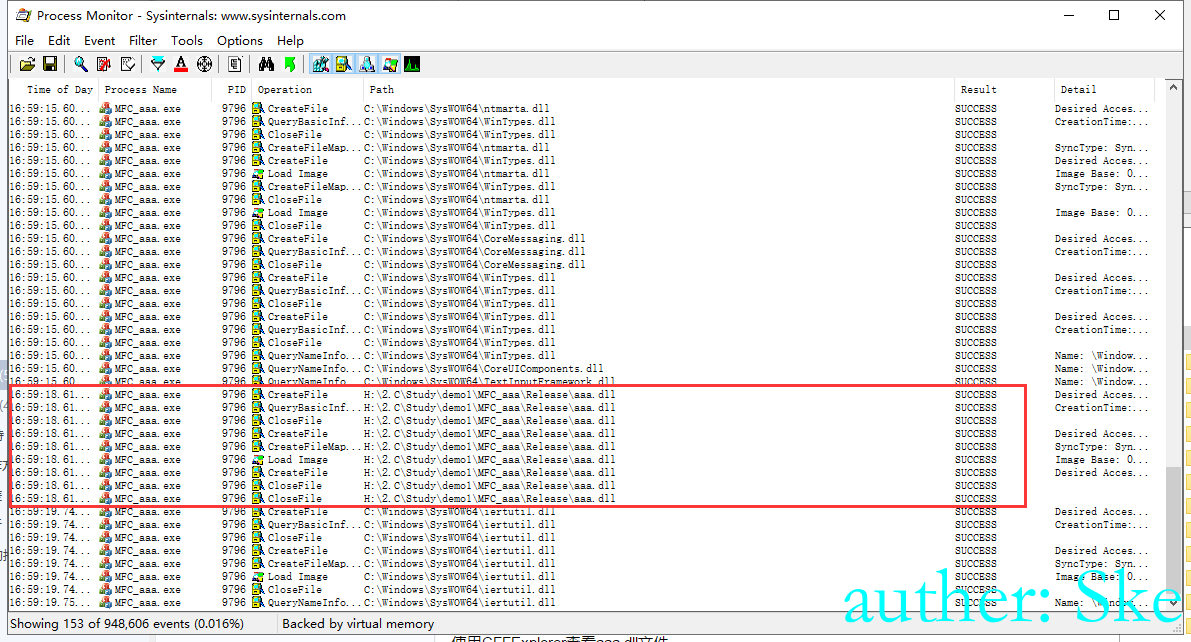 Process Monitor - Sysinternals: www.sysinternals.com
File Edit Event Filter Tools Options Help
Time of Day Process Name PID Operation Path Result Detail
16:59:15.60... MFC_aaa.exe 9796 CreateFile C:\Windows\SysWOW64\ntmarta.dll SUCCESS Desired Acces...
16:59:15.60... MFC_aaa.exe 9796 QueryBasicInf... C:\Windows\SysWOW64\WinTypes.dll SUCCESS CreationTime:...
16:59:15.60... MFC_aaa.exe 9796 CloseFile C:\Windows\SysWOW64\WinTypes.dll SUCCESS
16:59:15.60... MFC_aaa.exe 9796 CreateFileMap... C:\Windows\SysWOW64\ntmarta.dll SUCCESS SyncType: Syn...
16:59:15.60... MFC_aaa.exe 9796 CreateFile C:\Windows\SysWOW64\WinTypes.dll SUCCESS Desired Acces...
16:59:15.60... MFC_aaa.exe 9796 Load Image C:\Windows\SysWOW64\ntmarta.dll SUCCESS Image Base: 0...
16:59:15.60... MFC_aaa.exe 9796 CreateFileMap... C:\Windows\SysWOW64\WinTypes.dll SUCCESS SyncType: Syn...
16:59:15.60... MFC_aaa.exe 9796 CloseFile C:\Windows\SysWOW64\ntmarta.dll SUCCESS
16:59:15.60... MFC_aaa.exe 9796 Load Image C:\Windows\SysWOW64\WinTypes.dll SUCCESS Image Base: 0...
16:59:15.60... MFC_aaa.exe 9796 CloseFile C:\Windows\SysWOW64\WinTypes.dll SUCCESS
16:59:15.60... MFC_aaa.exe 9796 CreateFile C:\Windows\SysWOW64\CoreMessaging.dll SUCCESS Desired Acces...
16:59:15.60... MFC_aaa.exe 9796 QueryBasicInf... C:\Windows\SysWOW64\CoreMessaging.dll SUCCESS CreationTime:...
16:59:15.60... MFC_aaa.exe 9796 CloseFile C:\Windows\SysWOW64\CoreMessaging.dll SUCCESS
16:59:15.60... MFC_aaa.exe 9796 CreateFile C:\Windows\SysWOW64\WinTypes.dll SUCCESS Desired Acces...
16:59:15.60... MFC_aaa.exe 9796 QueryBasicInf... C:\Windows\SysWOW64\WinTypes.dll SUCCESS CreationTime:...
16:59:15.60... MFC_aaa.exe 9796 CloseFile C:\Windows\SysWOW64\WinTypes.dll SUCCESS
16:59:15.60... MFC_aaa.exe 9796 CreateFile C:\Windows\SysWOW64\WinTypes.dll SUCCESS Desired Acces...
16:59:15.60... MFC_aaa.exe 9796 QueryBasicInf... C:\Windows\SysWOW64\WinTypes.dll SUCCESS CreationTime:...
16:59:15.60... MFC_aaa.exe 9796 CloseFile C:\Windows\SysWOW64\WinTypes.dll SUCCESS
16:59:15.60... MFC_aaa.exe 9796 QueryNameInfo... C:\Windows\SysWOW64\WinTypes.dll SUCCESS Name: \Window...
16:59:15.60... MFC_aaa.exe 9796 QueryNameInfo... C:\Windows\SysWOW64\CoreUIComponents.dll SUCCESS Name: \Window...
16:59:15.60... MFC_aaa.exe 9796 QueryNameInfo... C:\Windows\SysWOW64\TextInputFramework.dll SUCCESS Name: \Window...
16:59:18.61... MFC_aaa.exe 9796 CreateFile H:\2.C\Study\demo1\MFC_aaa\Release\aaa.dll SUCCESS Desired Acces...
16:59:18.61... MFC_aaa.exe 9796 QueryBasicInf... H:\2.C\Study\demo1\MFC_aaa\Release\aaa.dll SUCCESS CreationTime:...
16:59:18.61... MFC_aaa.exe 9796 CloseFile H:\2.C\Study\demo1\MFC_aaa\Release\aaa.dll SUCCESS
16:59:18.61... MFC_aaa.exe 9796 CreateFile H:\2.C\Study\demo1\MFC_aaa\Release\aaa.dll SUCCESS Desired Acces...
16:59:18.61... MFC_aaa.exe 9796 CreateFileMap... H:\2.C\Study\demo1\MFC_aaa\Release\aaa.dll SUCCESS SyncType: Syn...
16:59:18.61... MFC_aaa.exe 9796 Load Image H:\2.C\Study\demo1\MFC_aaa\Release\aaa.dll SUCCESS Image Base: 0...
16:59:18.61... MFC_aaa.exe 9796 CreateFile H:\2.C\Study\demo1\MFC_aaa\Release\aaa.dll SUCCESS Desired Acces...
16:59:18.61... MFC_aaa.exe 9796 CloseFile H:\2.C\Study\demo1\MFC_aaa\Release\aaa.dll SUCCESS
16:59:18.61... MFC_aaa.exe 9796 CloseFile H:\2.C\Study\demo1\MFC_aaa\Release\aaa.dll SUCCESS
16:59:19.74... MFC_aaa.exe 9796 CreateFile C:\Windows\SysWOW64\iertutil.dll SUCCESS Desired Acces...
16:59:19.74... MFC_aaa.exe 9796 QueryBasicInf... C:\Windows\SysWOW64\iertutil.dll SUCCESS CreationTime:...
16:59:19.74... MFC_aaa.exe 9796 CloseFile C:\Windows\SysWOW64\iertutil.dll SUCCESS
16:59:19.74... MFC_aaa.exe 9796 CreateFile C:\Windows\SysWOW64\iertutil.dll SUCCESS Desired Acces...
16:59:19.74... MFC_aaa.exe 9796 CreateFileMap... C:\Windows\SysWOW64\iertutil.dll SUCCESS SyncType: Syn...
16:59:19.74... MFC_aaa.exe 9796 Load Image C:\Windows\SysWOW64\iertutil.dll SUCCESS Image Base: 0...
16:59:19.74... MFC_aaa.exe 9796 CloseFile C:\Windows\SysWOW64\iertutil.dll SUCCESS
16:59:19.75... MFC_aaa.exe 9796 QueryNameInfo... C:\Windows\SysWOW64\iertutil.dll SUCCESS Name: \Window...
auther: Ske
Showing 153 of 948,606 events (0.016%) Backed by virtual memory